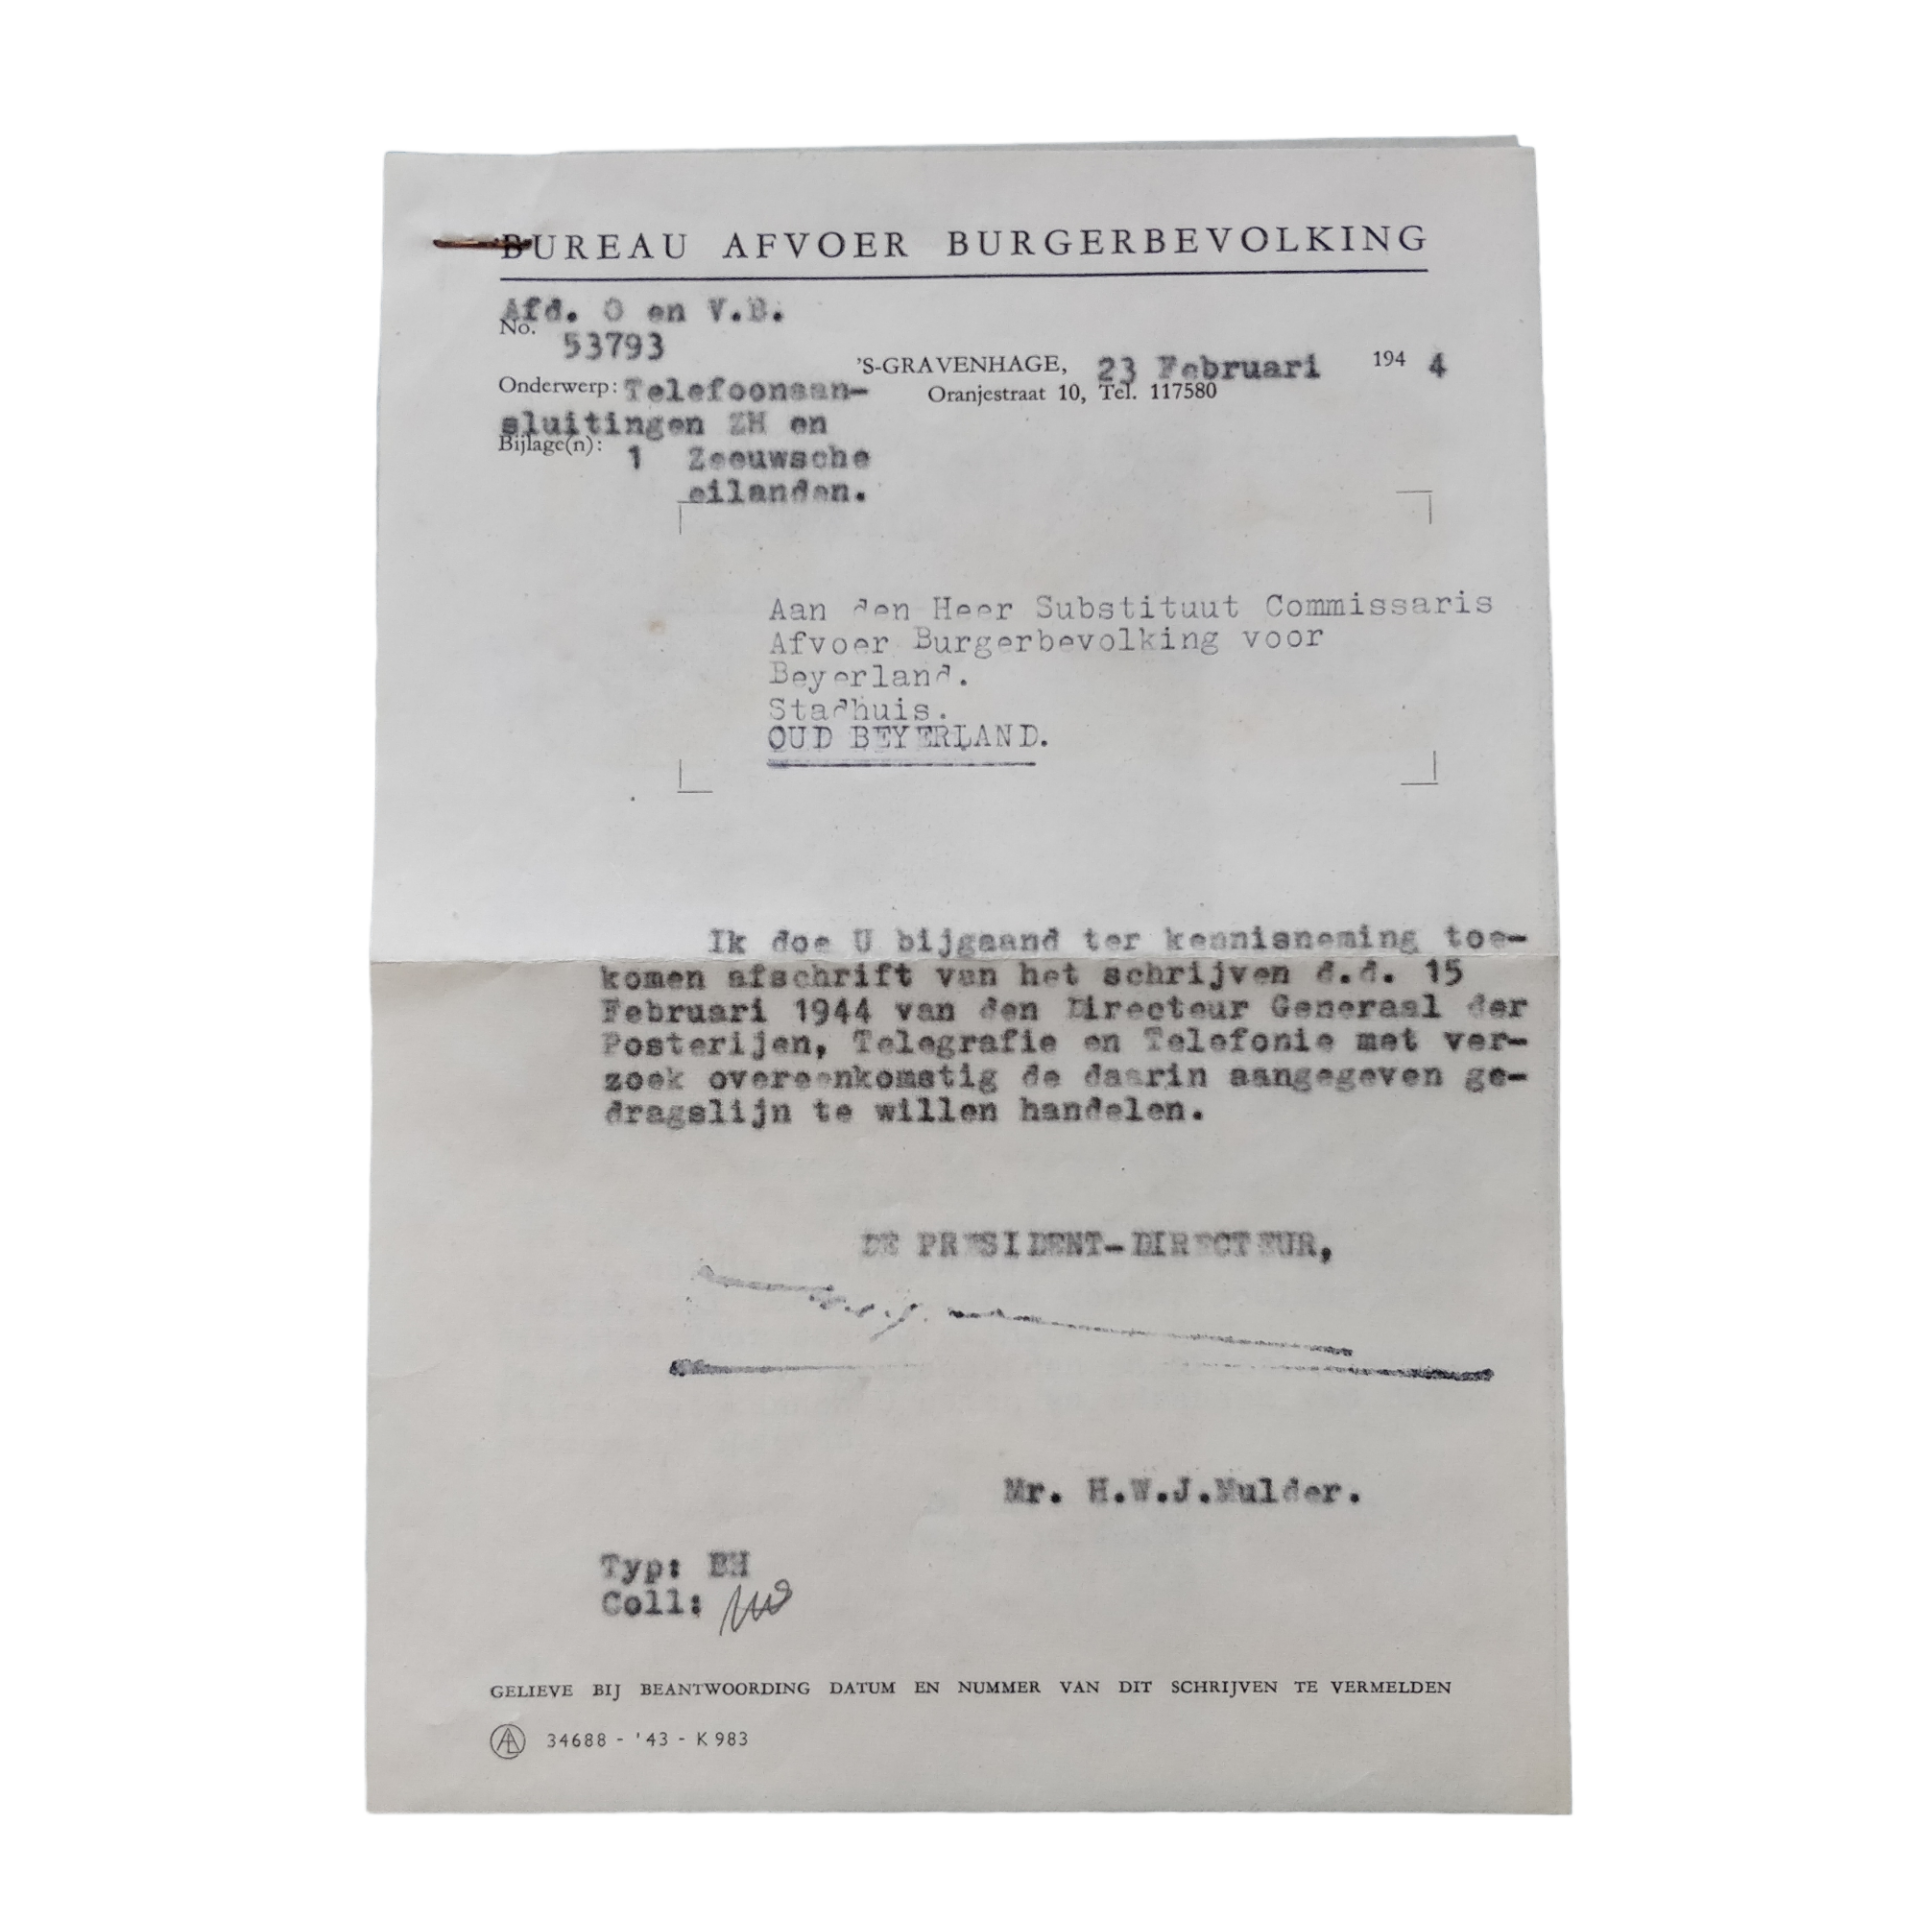 BUREAU AFVOER BURGERBEVOLKING
Afd. O en V.B.
No. 53793
'S-GRAVENHAGE, 23 Februari 1944
Oranjestraat 10, Tel. 117580
Onderwerp: Telefoonaan-
sluitingen ZH en
Bijlage(n): 1 Zeeuwsche
eilanden.
Aan den Heer Substituut Commissaris
Afvoer Burgerbevolking voor
Beyerland.
Stadhuis.
OUD BEYERLAND.
Ik doe U bijgaand ter kennisneming toe-
komen afschrift van het schrijven d.d. 15
Februari 1944 van den Directeur Generaal der
Posterijen, Telegrafie en Telefonie met ver-
zoek overeenkomstig de daarin aangegeven ge-
dragslijn te willen handelen.
DE PRESIDENT-DIRECTEUR,
Mr. H.W.J.Mulder.
Typ: EH
Coll:
GELIEVE BIJ BEANTWOORDING DATUM EN NUMMER VAN DIT SCHRIJVEN TE VERMELDEN
AL 34688 - '43 - K 983